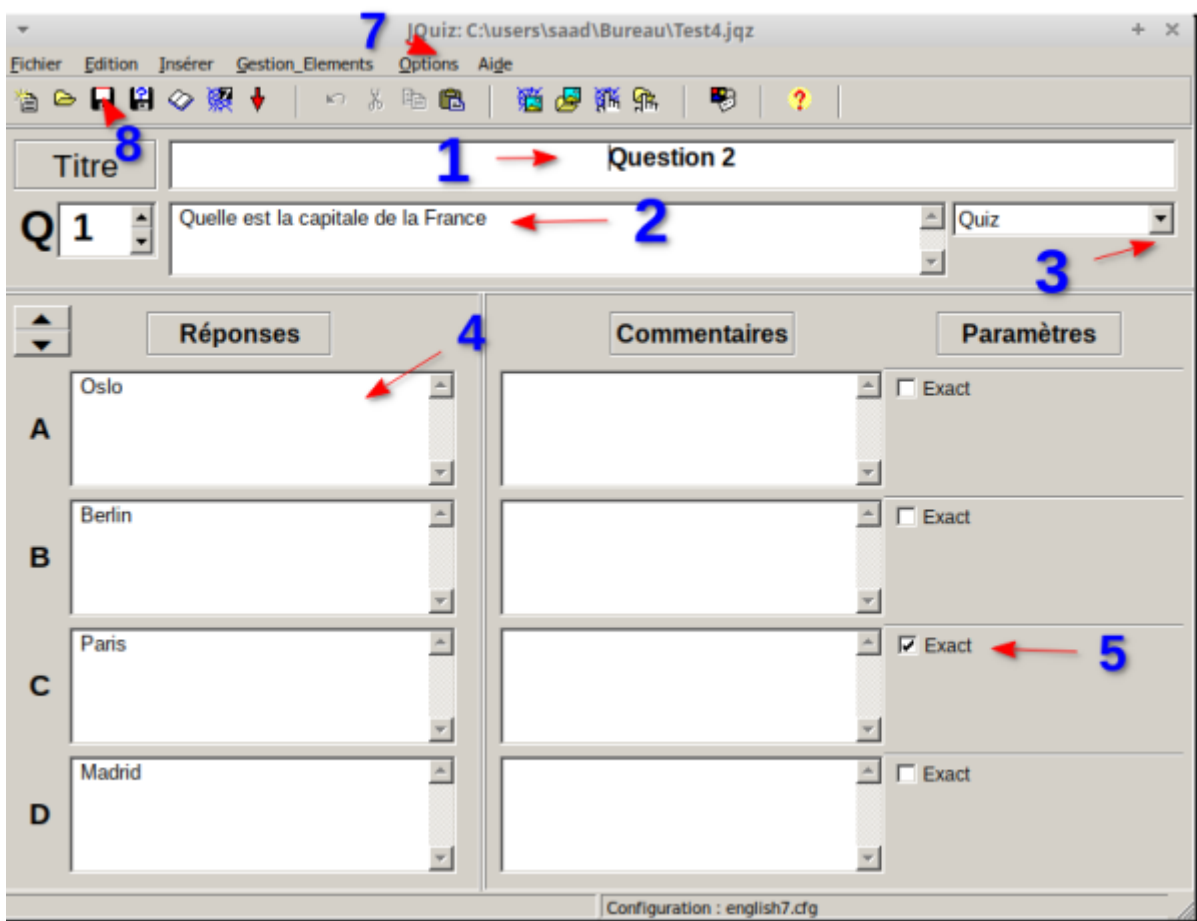 7
JQuiz: C:\users\saad\Bureau\Test4.jqz
Fichier Edition Insérer Gestion_Elements Options Aide
8
Titre
1
Question 2
Q
1
Quelle est la capitale de la France
2
Quiz
3
Réponses
4
Commentaires
Paramètres
A
Oslo
Exact
B
Berlin
Exact
C
Paris
Exact
5
D
Madrid
Exact
Configuration : english7.cfg